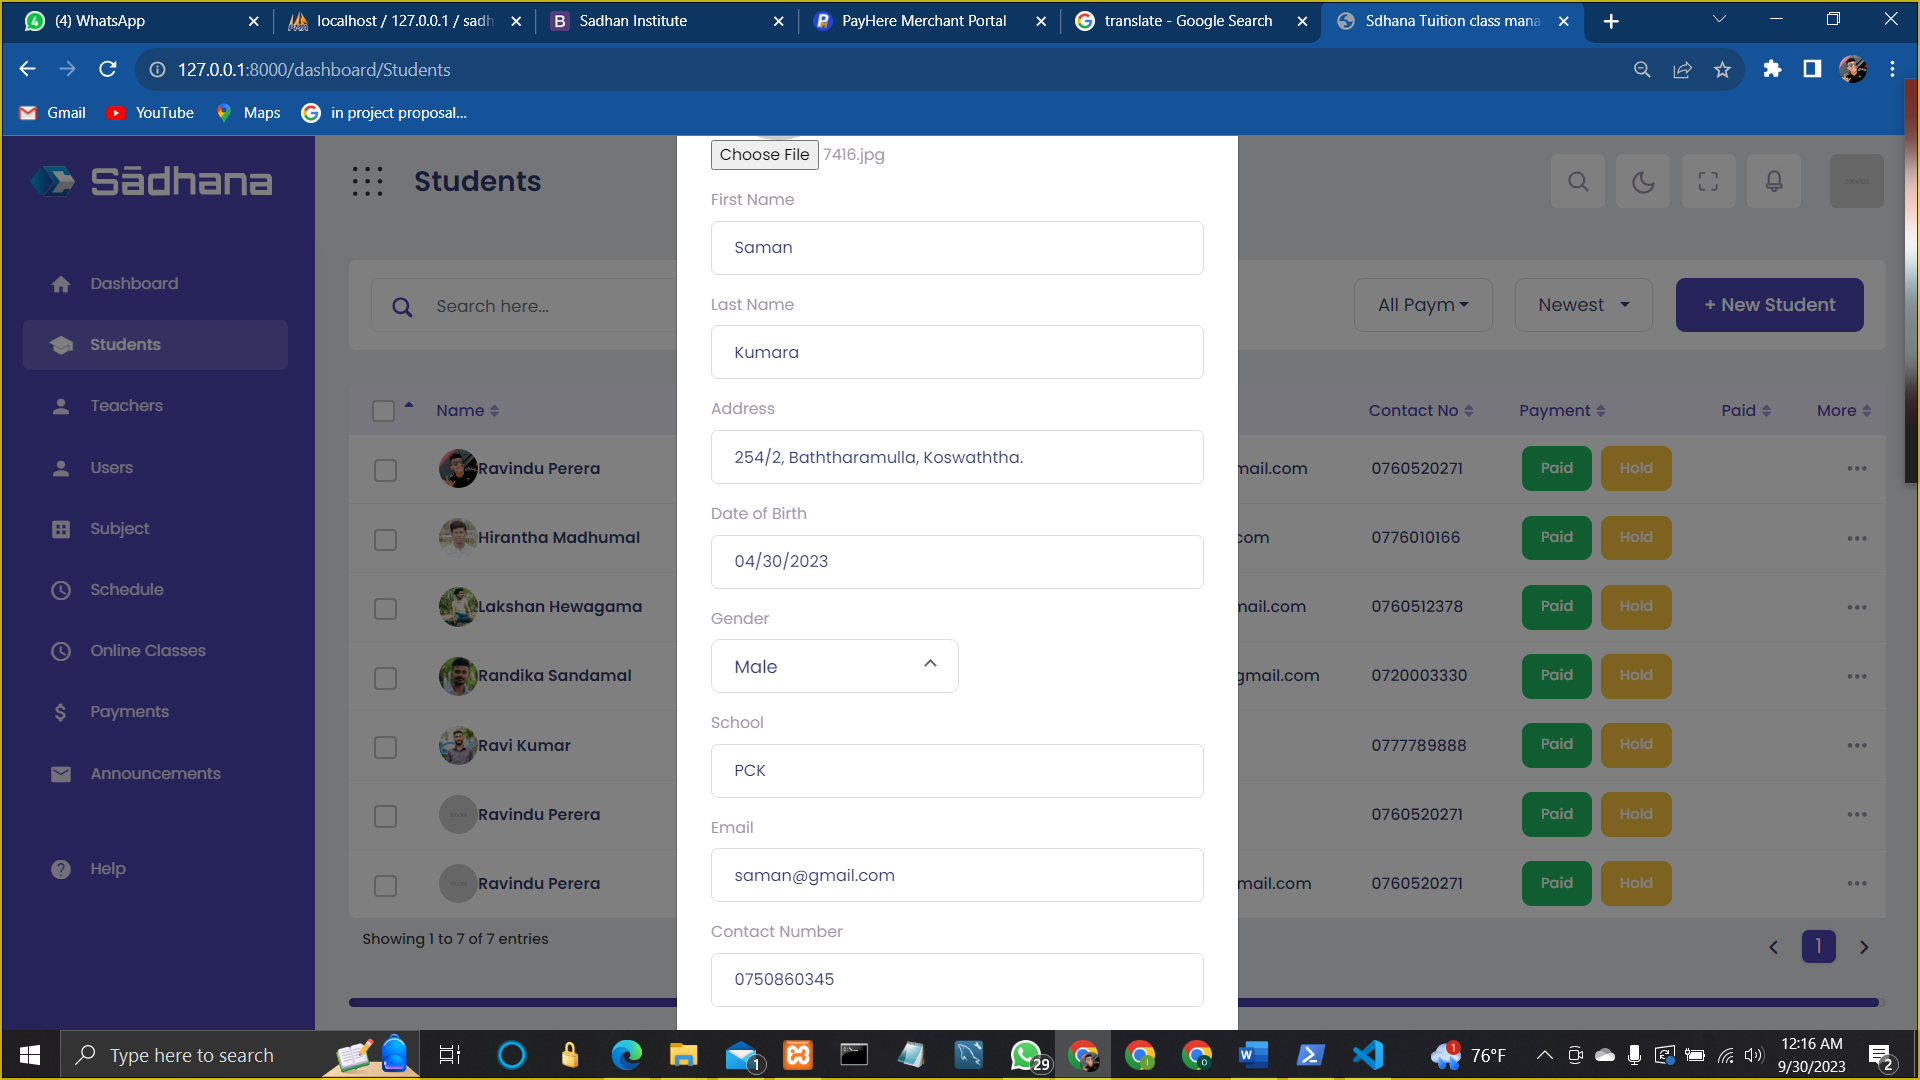 (4) WhatsApp
localhost / 127.0.0.1 / sadh
Sadhan Institute
PayHere Merchant Portal
translate - Google Search
Sdhana Tuition class mana
127.0.0.1:8000/dashboard/Students
Gmail
YouTube
Maps
in project proposal...
Sādhana
Dashboard
Students
Teachers
Users
Subject
Schedule
Online Classes
Payments
Announcements
Help
Students
Search here...
All Paym
Newest
+ New Student
Name
Contact No
Payment
Paid
More
Ravindu Perera
mail.com
0760520271
Paid
Hold
Hirantha Madhumal
com
0776010166
Paid
Hold
Lakshan Hewagama
mail.com
0760512378
Paid
Hold
Randika Sandamal
gmail.com
0720003330
Paid
Hold
Ravi Kumar
0777789888
Paid
Hold
Ravindu Perera
0760520271
Paid
Hold
Ravindu Perera
mail.com
0760520271
Paid
Hold
Showing 1 to 7 of 7 entries
1
Choose File 7416.jpg
First Name
Saman
Last Name
Kumara
Address
254/2, Baththaramulla, Koswaththa.
Date of Birth
04/30/2023
Gender
Male
School
PCK
Email
saman@gmail.com
Contact Number
0750860345
Type here to search
1
29
1
76°F
12:16 AM
9/30/2023
2